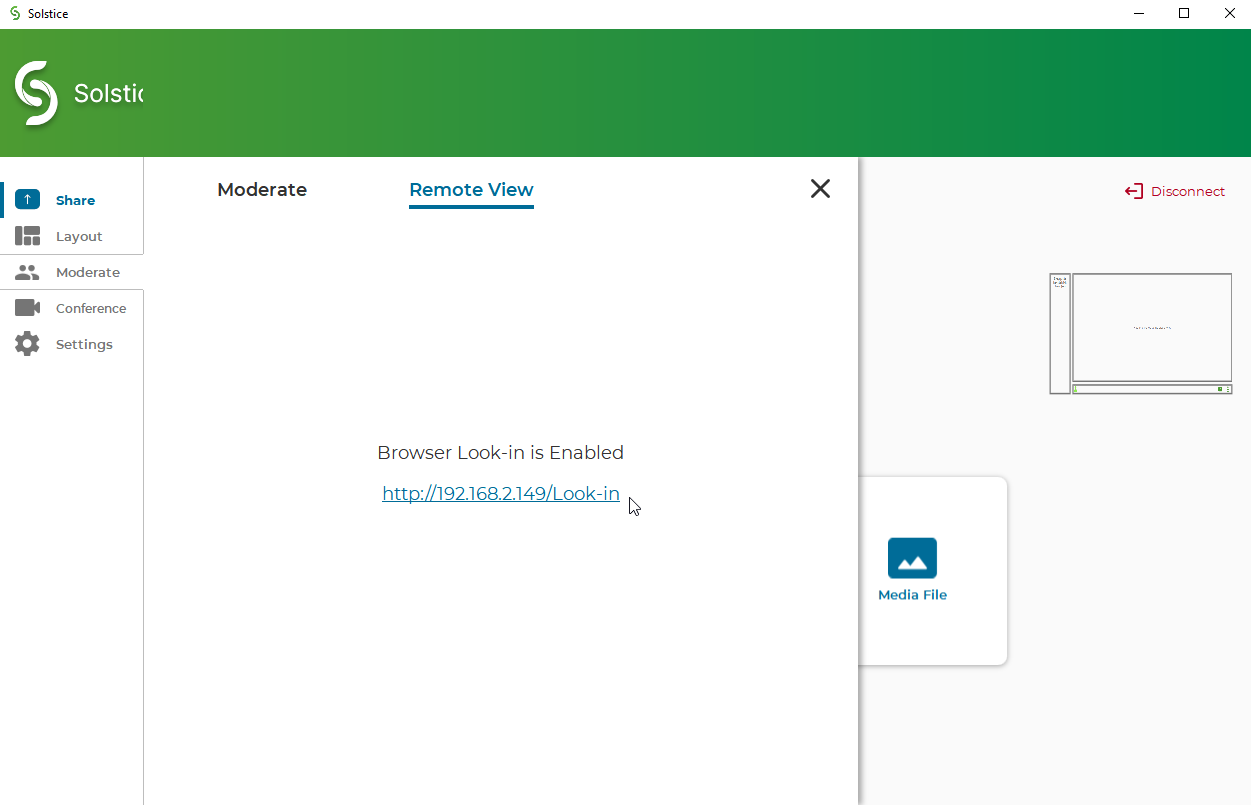 Solstice
Solstic
Share
Layout
Moderate
Conference
Settings
Moderate
Remote View
Browser Look-in is Enabled
http://192.168.2.149/Look-in
Disconnect
Media File